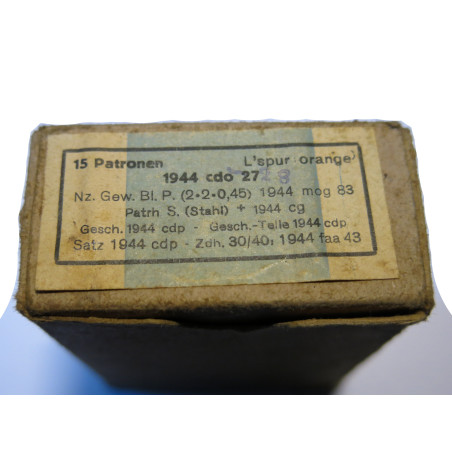 15 Patronen L'spur orange
1944 cdo 27
Nz. Gew. Bl. P. (2•2•0,45) 1944 mog 83
Patrh S. (Stahl) + 1944 cg
Gesch. 1944 cdp - Gesch.-Teile 1944 cdp
Satz 1944 cdp - Zdh. 30/40: 1944 faa 43